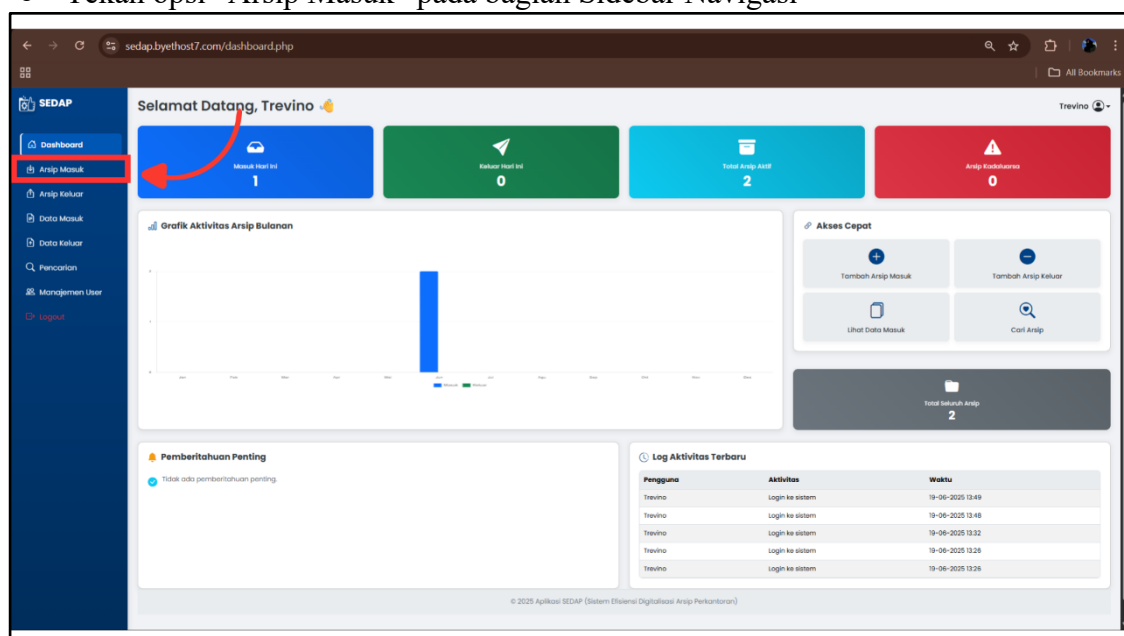 Tekan opsi "Arsip Masuk" pada bagian Sidebar Navigasi
sedap.byethost7.com/dashboard.php
All Bookmarks
SEDAP
Selamat Datang, Trevino
Trevino
Dashboard
Arsip Masuk
Arsip Keluar
Data Masuk
Data Keluar
Pencarian
Manajemen User
Logout
Masuk Hari Ini
1
Keluar Hari Ini
0
Total Arsip Aktif
2
Arsip Kadaluarsa
0
Grafik Aktivitas Arsip Bulanan
Akses Cepat
Tambah Arsip Masuk
Tambah Arsip Keluar
Lihat Data Masuk
Cari Arsip
Total Seluruh Arsip
2
Pemberitahuan Penting
Tidak ada pemberitahuan penting.
Log Aktivitas Terbaru
Pengguna Aktivitas Waktu
Trevino Login ke sistem 19-06-2025 13:49
Trevino Login ke sistem 19-06-2025 13:48
Trevino Login ke sistem 19-06-2025 13:32
Trevino Login ke sistem 19-06-2025 13:26
Trevino Login ke sistem 19-06-2025 13:26
© 2025 Aplikasi SEDAP (Sistem Efisiensi Digitalisasi Arsip Perkantoran)